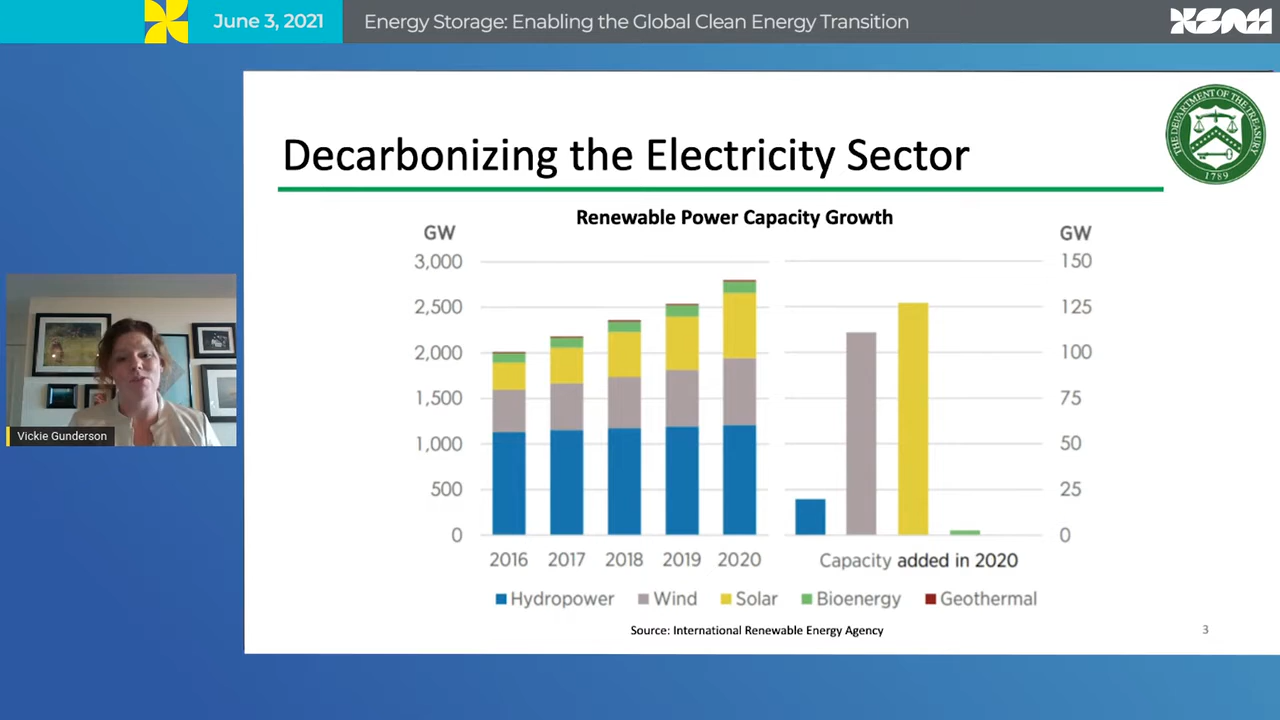 June 3, 2021
Energy Storage: Enabling the Global Clean Energy Transition
THE DEPARTMENT OF THE TREASURY
1789
Decarbonizing the Electricity Sector
Renewable Power Capacity Growth
GW
3,000
2,500
2,000
1,500
1,000
500
0
2016 2017 2018 2019 2020
GW
150
125
100
75
50
25
0
Capacity added in 2020
Hydropower Wind Solar Bioenergy Geothermal
Source: International Renewable Energy Agency
3
Vickie Gunderson